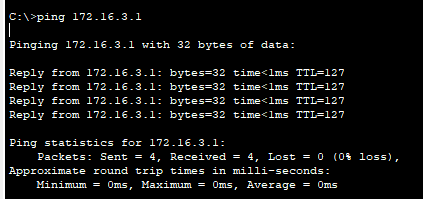 C:\>ping 172.16.3.1
Pinging 172.16.3.1 with 32 bytes of data:
Reply from 172.16.3.1: bytes=32 time<1ms TTL=127
Reply from 172.16.3.1: bytes=32 time<1ms TTL=127
Reply from 172.16.3.1: bytes=32 time<1ms TTL=127
Reply from 172.16.3.1: bytes=32 time<1ms TTL=127
Ping statistics for 172.16.3.1:
    Packets: Sent = 4, Received = 4, Lost = 0 (0% loss),
Approximate round trip times in milli-seconds:
    Minimum = 0ms, Maximum = 0ms, Average = 0ms